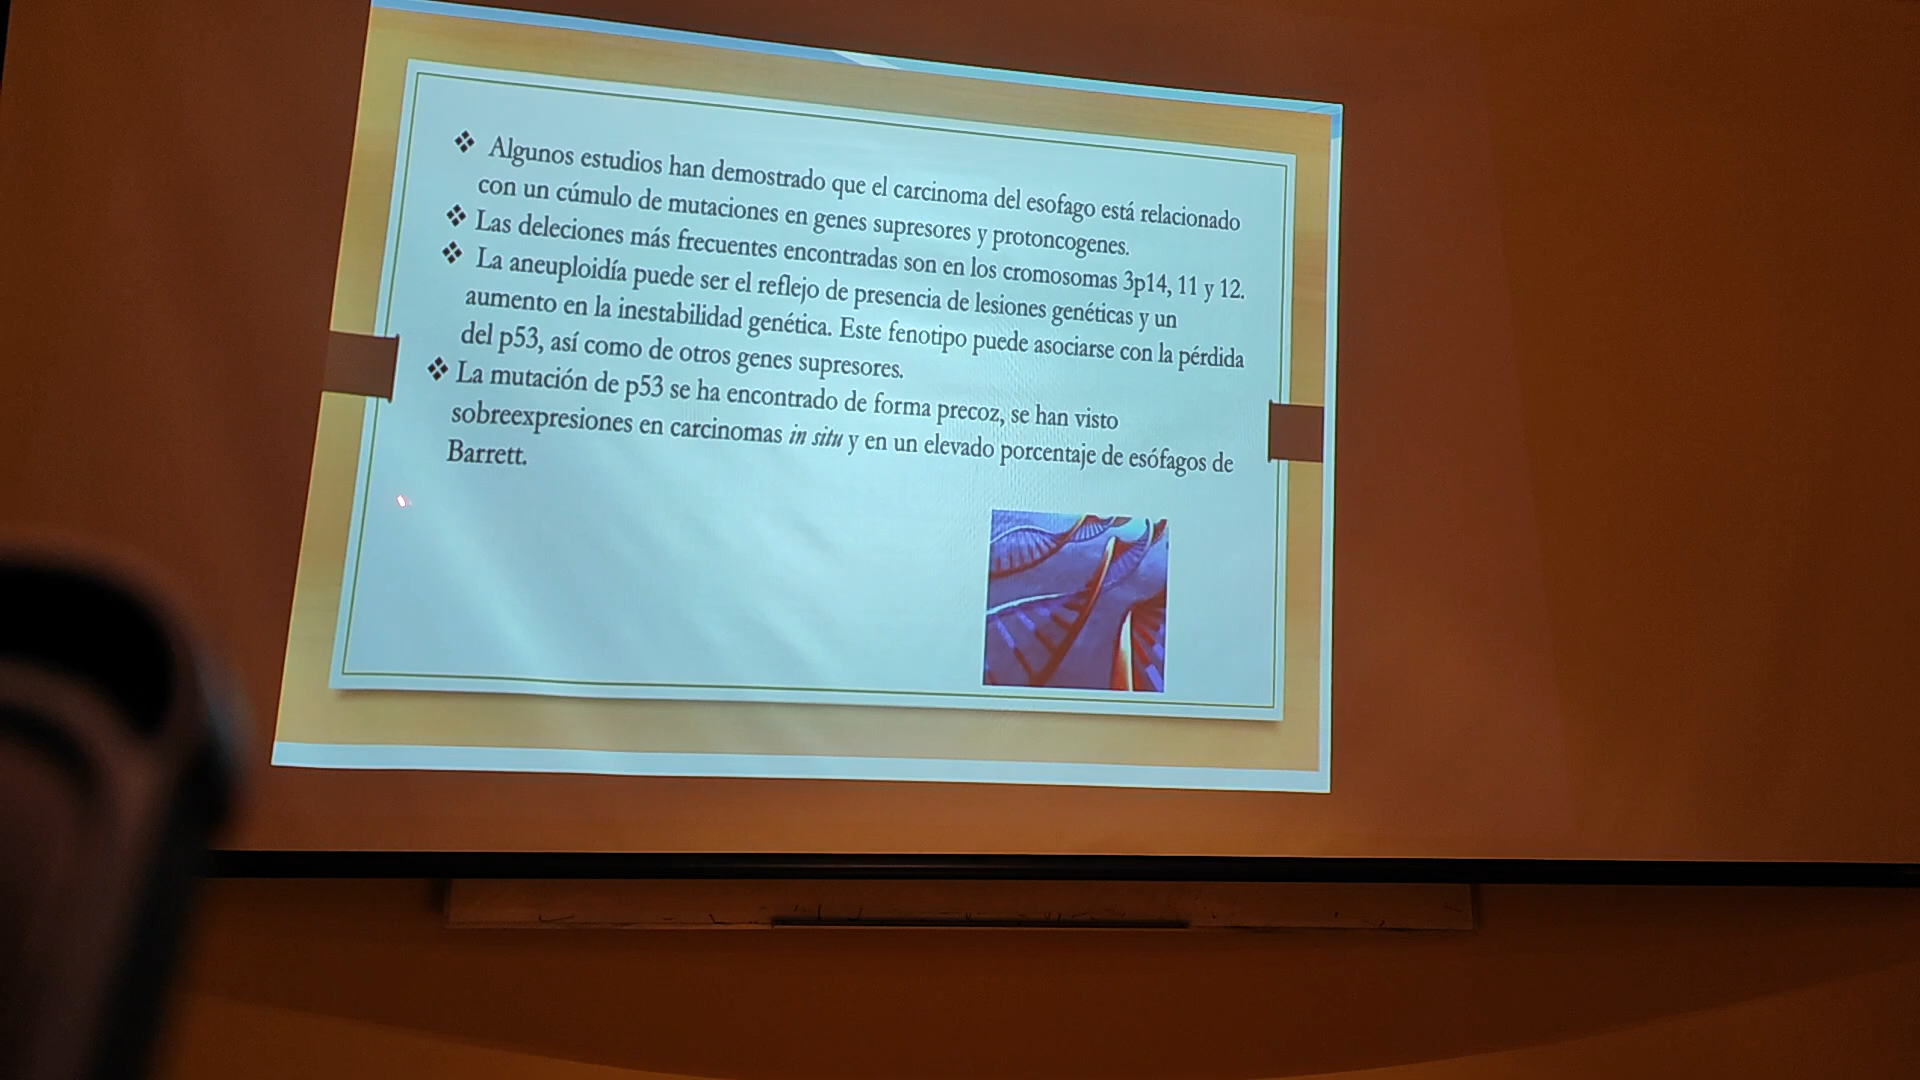 ❖ Algunos estudios han demostrado que el carcinoma del esofago está relacionado
con un cúmulo de mutaciones en genes supresores y protoncogenes.
❖ Las deleciones más frecuentes encontradas son en los cromosomas 3p14, 11 y 12.
❖ La aneuploidía puede ser el reflejo de presencia de lesiones genéticas y un
aumento en la inestabilidad genética. Este fenotipo puede asociarse con la pérdida
del p53, así como de otros genes supresores.
❖ La mutación de p53 se ha encontrado de forma precoz, se han visto
sobreexpresiones en carcinomas in situ y en un elevado porcentaje de esófagos de
Barrett.